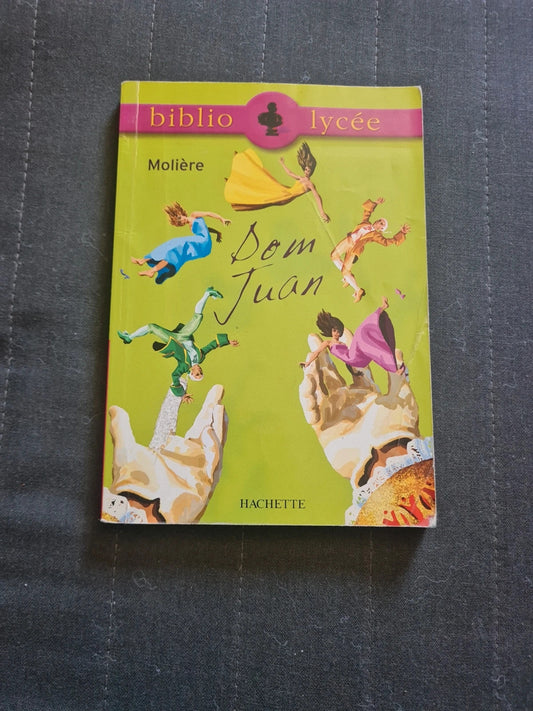 biblio lycée
Molière
Dom
Juan
HACHETTE